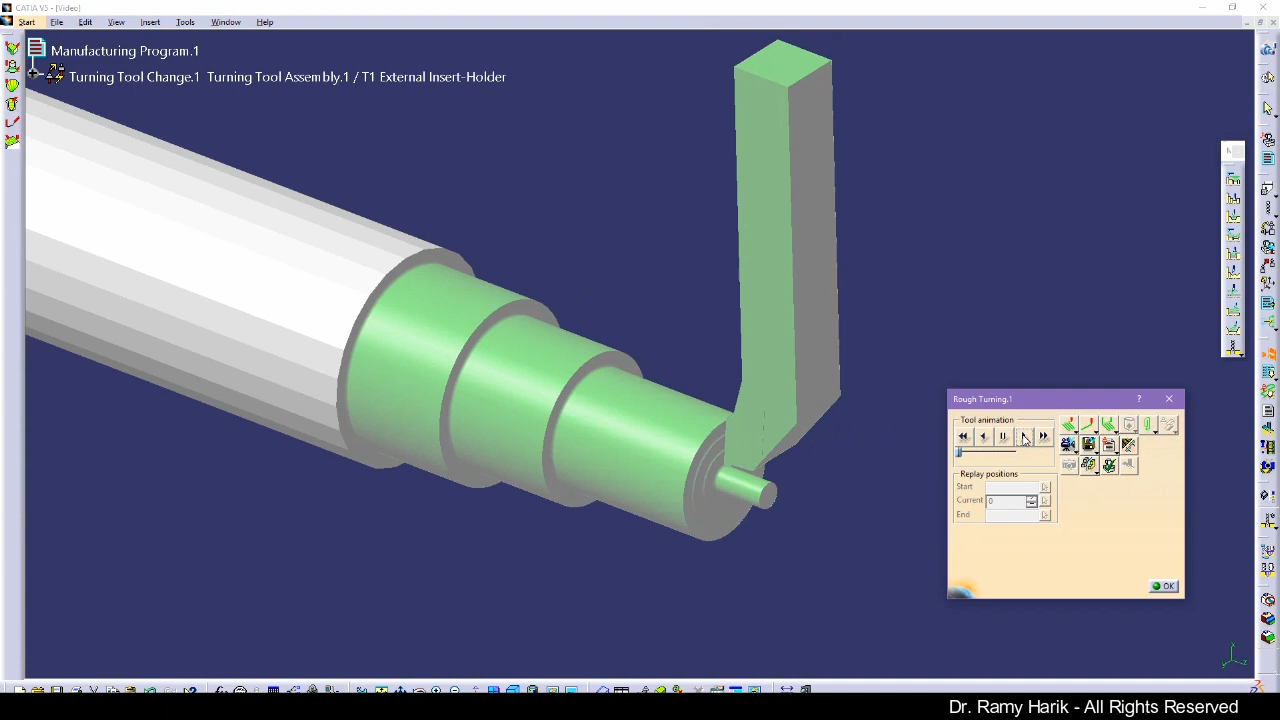 CATIA V5 - [Video]
Start File Edit View Insert Tools Window Help
Manufacturing Program.1
Turning Tool Change.1 Turning Tool Assembly.1 / T1 External Insert-Holder
Rough Turning.1 ?
Tool animation
Replay positions
Start
Current 0
End
OK
Dr. Ramy Harik - All Rights Reserved